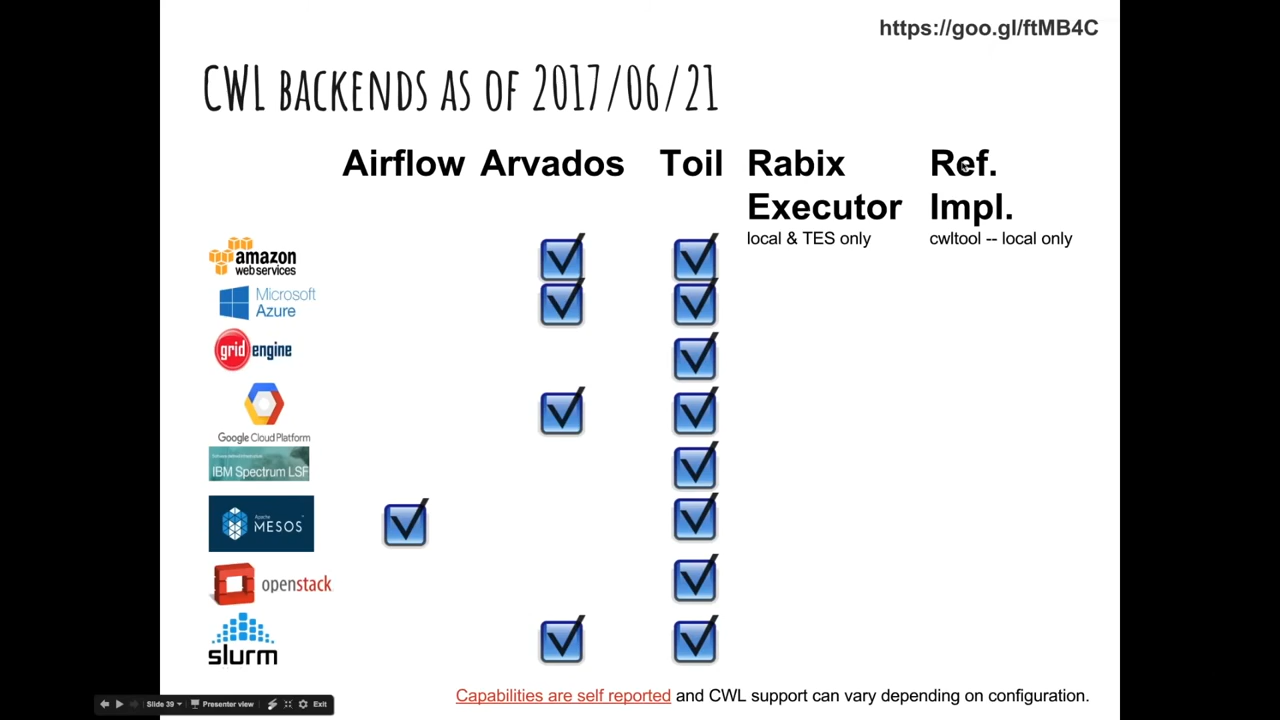 https://goo.gl/ftMB4C
CWL BACKENDS AS OF 2017/06/21
Airflow Arvados Toil Rabix Executor Ref. Impl.
local & TES only
cwltool -- local only
amazon
web services
Microsoft
Azure
grid engine
Google Cloud Platform
IBM Spectrum LSF
Apache
MESOS
openstack
slurm
Capabilities are self reported and CWL support can vary depending on configuration.
Slide 39
Presenter view
Exit